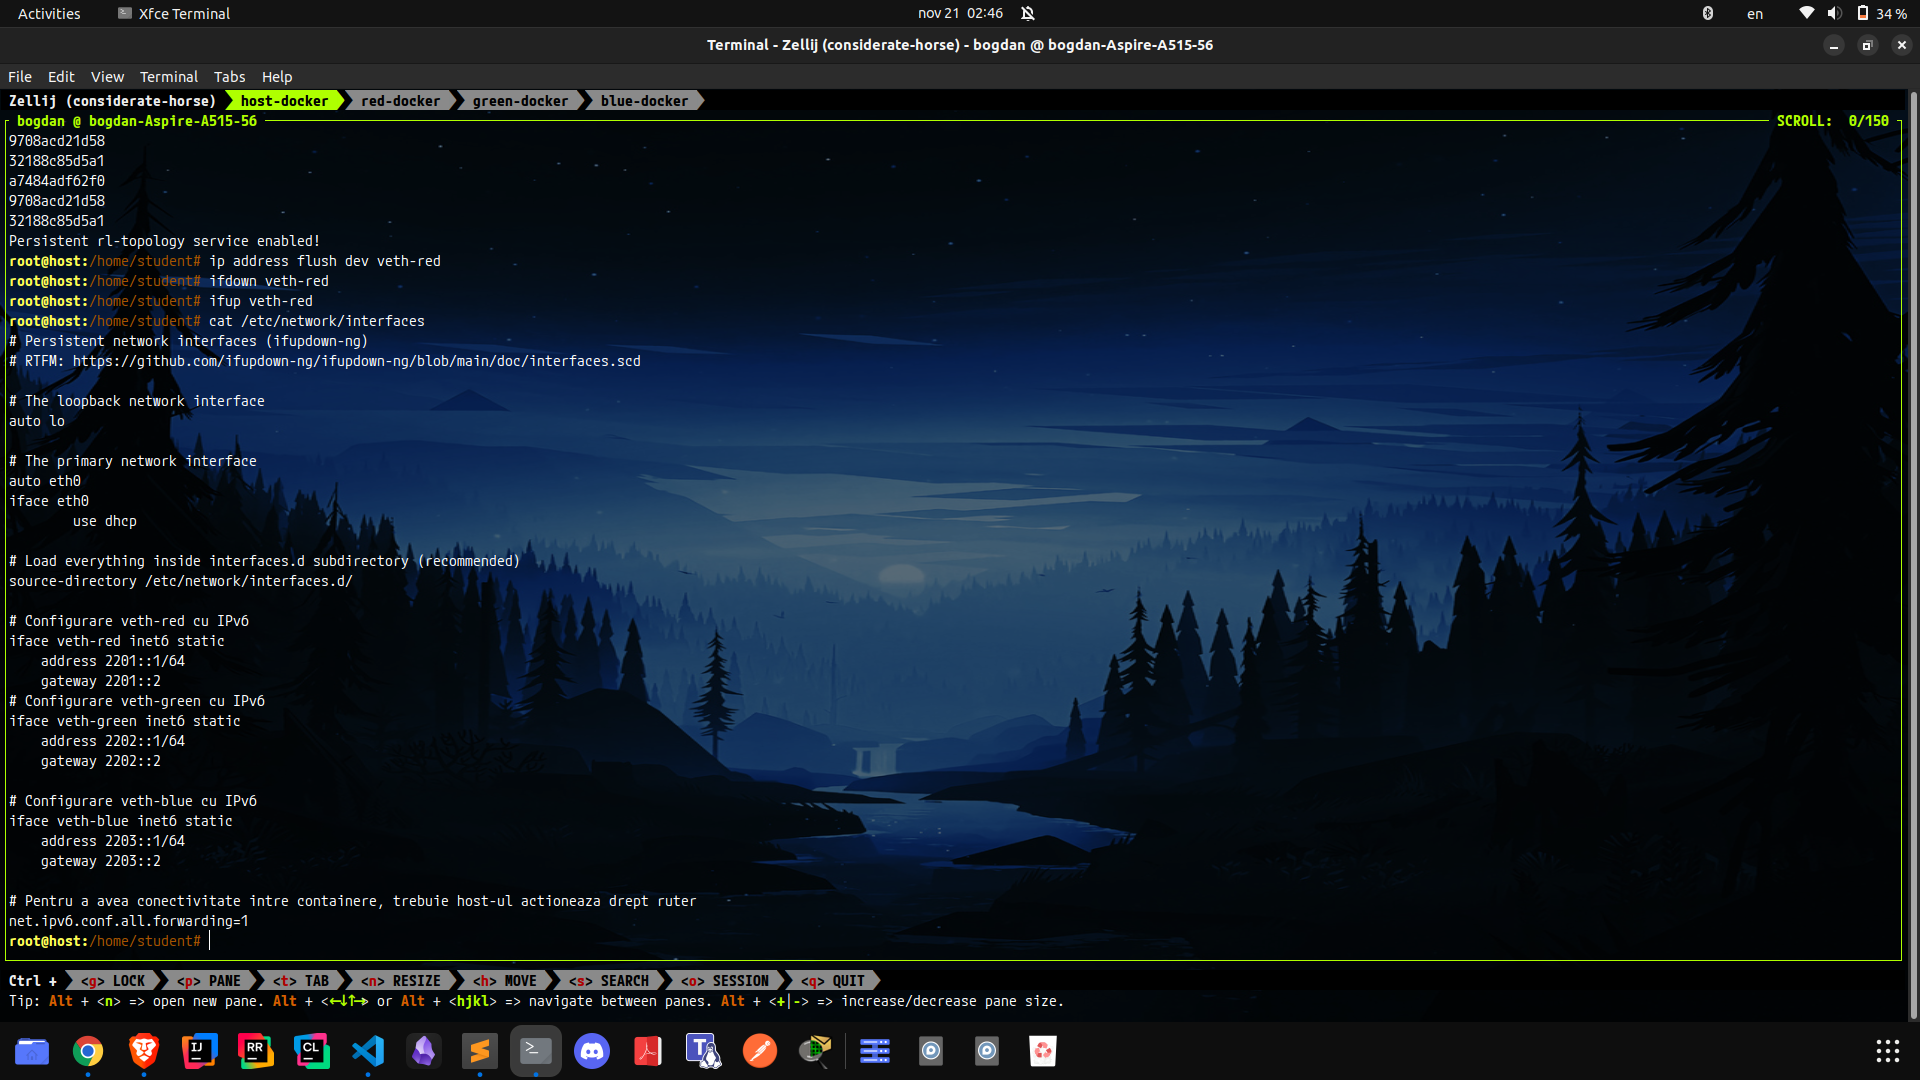 Activities Xfce Terminal nov 21 02:46 en 34 %
Terminal - Zellij (considerate-horse) - bogdan @ bogdan-Aspire-A515-56
File Edit View Terminal Tabs Help
Zellij (considerate-horse) host-docker red-docker green-docker blue-docker
bogdan @ bogdan-Aspire-A515-56 SCROLL: 0/150
9708acd21d58
32188c85d5a1
a7484adf62f0
9708acd21d58
32188c85d5a1
Persistent rl-topology service enabled!
root@host:/home/student# ip address flush dev veth-red
root@host:/home/student# ifdown veth-red
root@host:/home/student# ifup veth-red
root@host:/home/student# cat /etc/network/interfaces
# Persistent network interfaces (ifupdown-ng)
# RTFM: https://github.com/ifupdown-ng/ifupdown-ng/blob/main/doc/interfaces.scd
# The loopback network interface
auto lo
# The primary network interface
auto eth0
iface eth0
use dhcp
# Load everything inside interfaces.d subdirectory (recommended)
source-directory /etc/network/interfaces.d/
# Configurare veth-red cu IPv6
iface veth-red inet6 static
address 2201::1/64
gateway 2201::2
# Configurare veth-green cu IPv6
iface veth-green inet6 static
address 2202::1/64
gateway 2202::2
# Configurare veth-blue cu IPv6
iface veth-blue inet6 static
address 2203::1/64
gateway 2203::2
# Pentru a avea conectivitate intre containere, trebuie host-ul actioneaza drept ruter
net.ipv6.conf.all.forwarding=1
root@host:/home/student#
Ctrl + <g> LOCK <p> PANE <t> TAB <n> RESIZE <h> MOVE <s> SEARCH <o> SESSION <q> QUIT
Tip: Alt + <n> => open new pane. Alt + <←↓↑→> or Alt + <hjkl> => navigate between panes. Alt + <+|-> => increase/decrease pane size.
IJ RR CL T